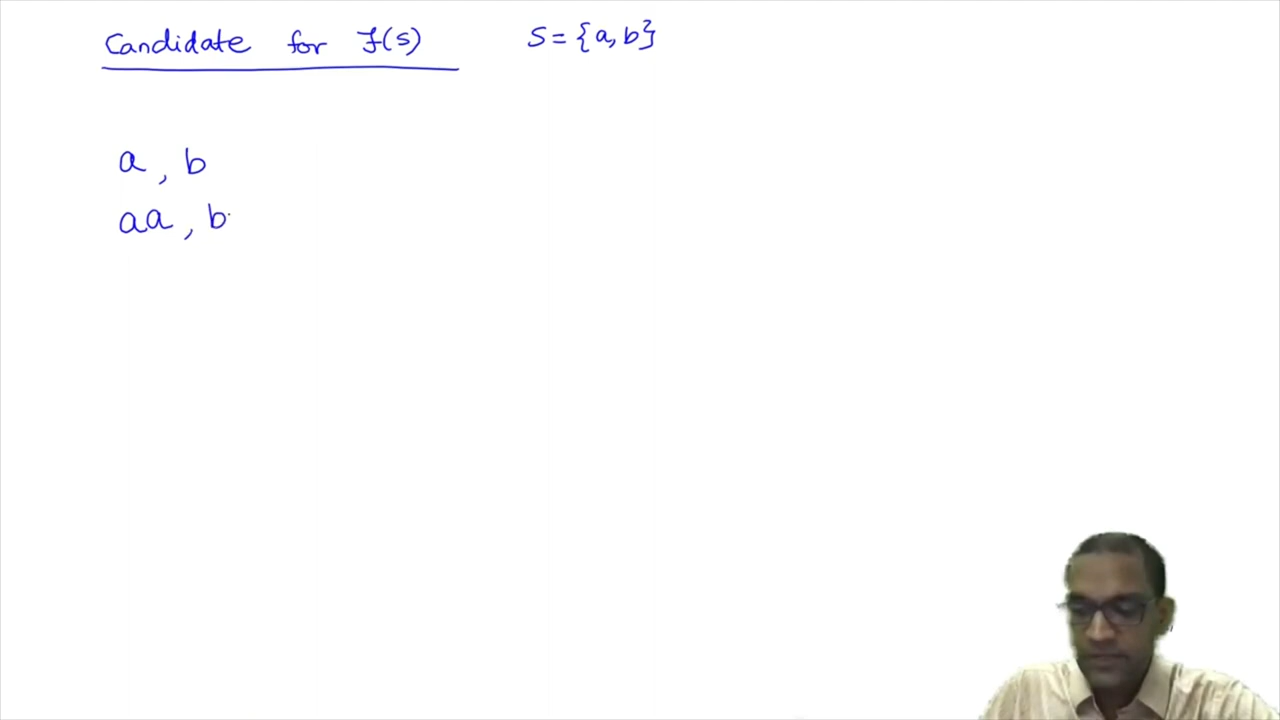 Candidate for F(s) S = {a, b}
a , b
aa , b